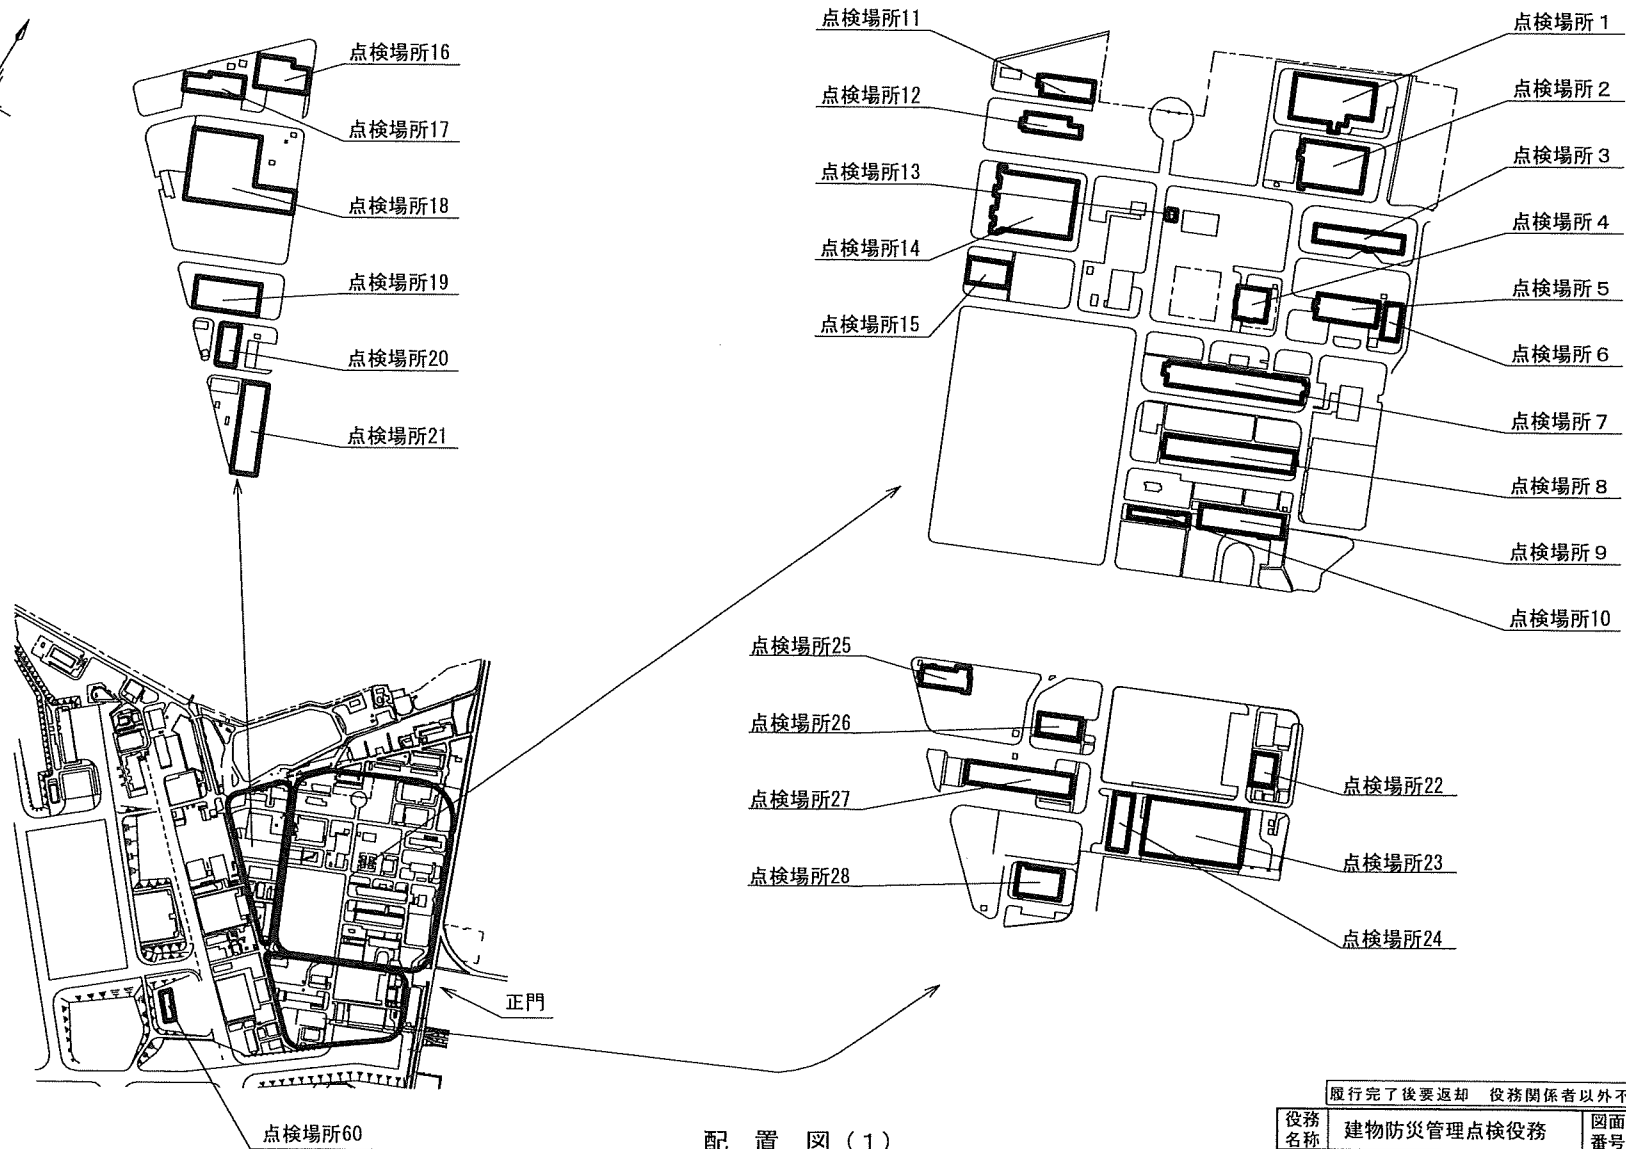 点検場所11
点検場所12
点検場所13
点検場所14
点検場所15
点検場所1
点検場所2
点検場所3
点検場所4
点検場所5
点検場所6
点検場所7
点検場所8
点検場所9
点検場所10
点検場所16
点検場所17
点検場所18
点検場所19
点検場所20
点検場所21
点検場所25
点検場所26
点検場所27
点検場所28
点検場所22
点検場所23
点検場所24
正門
点検場所60
配 置 図(1)
履行完了後要返却 役務関係者以外不
役務
名称
建物防災管理点検役務
図面
番号